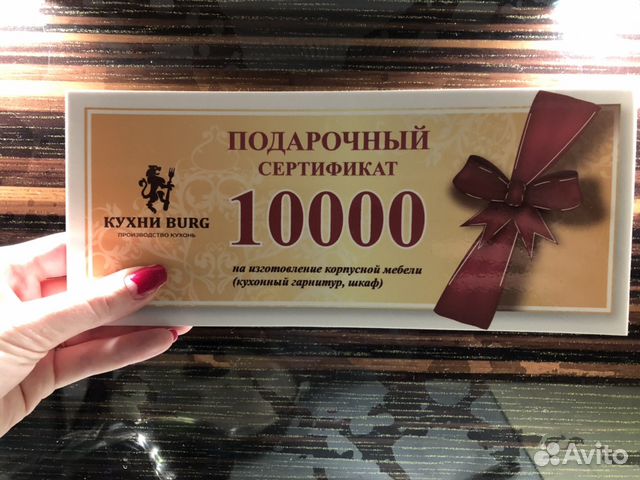 ПОДАРОЧНЫЙ
СЕРТИФИКАТ
10000
КУХНИ BURG
ПРОИЗВОДСТВО КУХОНЬ
на изготовление корпусной мебели
(кухонный гарнитур, шкаф)
Avito